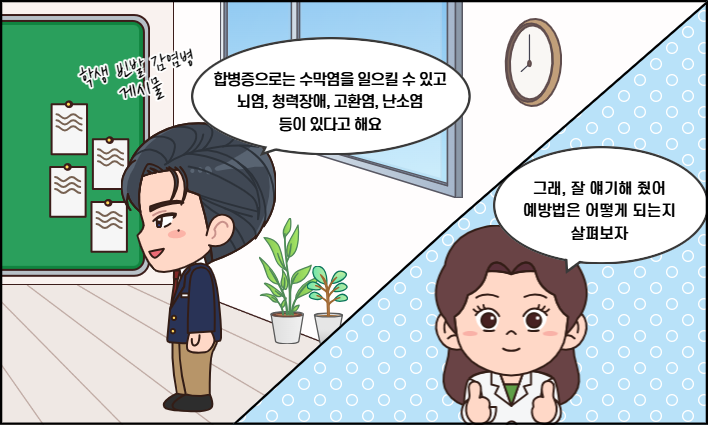 학생 빈발 감염병
게시물
합병증으로는 수막염을 일으킬 수 있고
뇌염, 청력장애, 고환염, 난소염
등이 있다고 해요
그래, 잘 얘기해 줬어
예방법은 어떻게 되는지
살펴보자